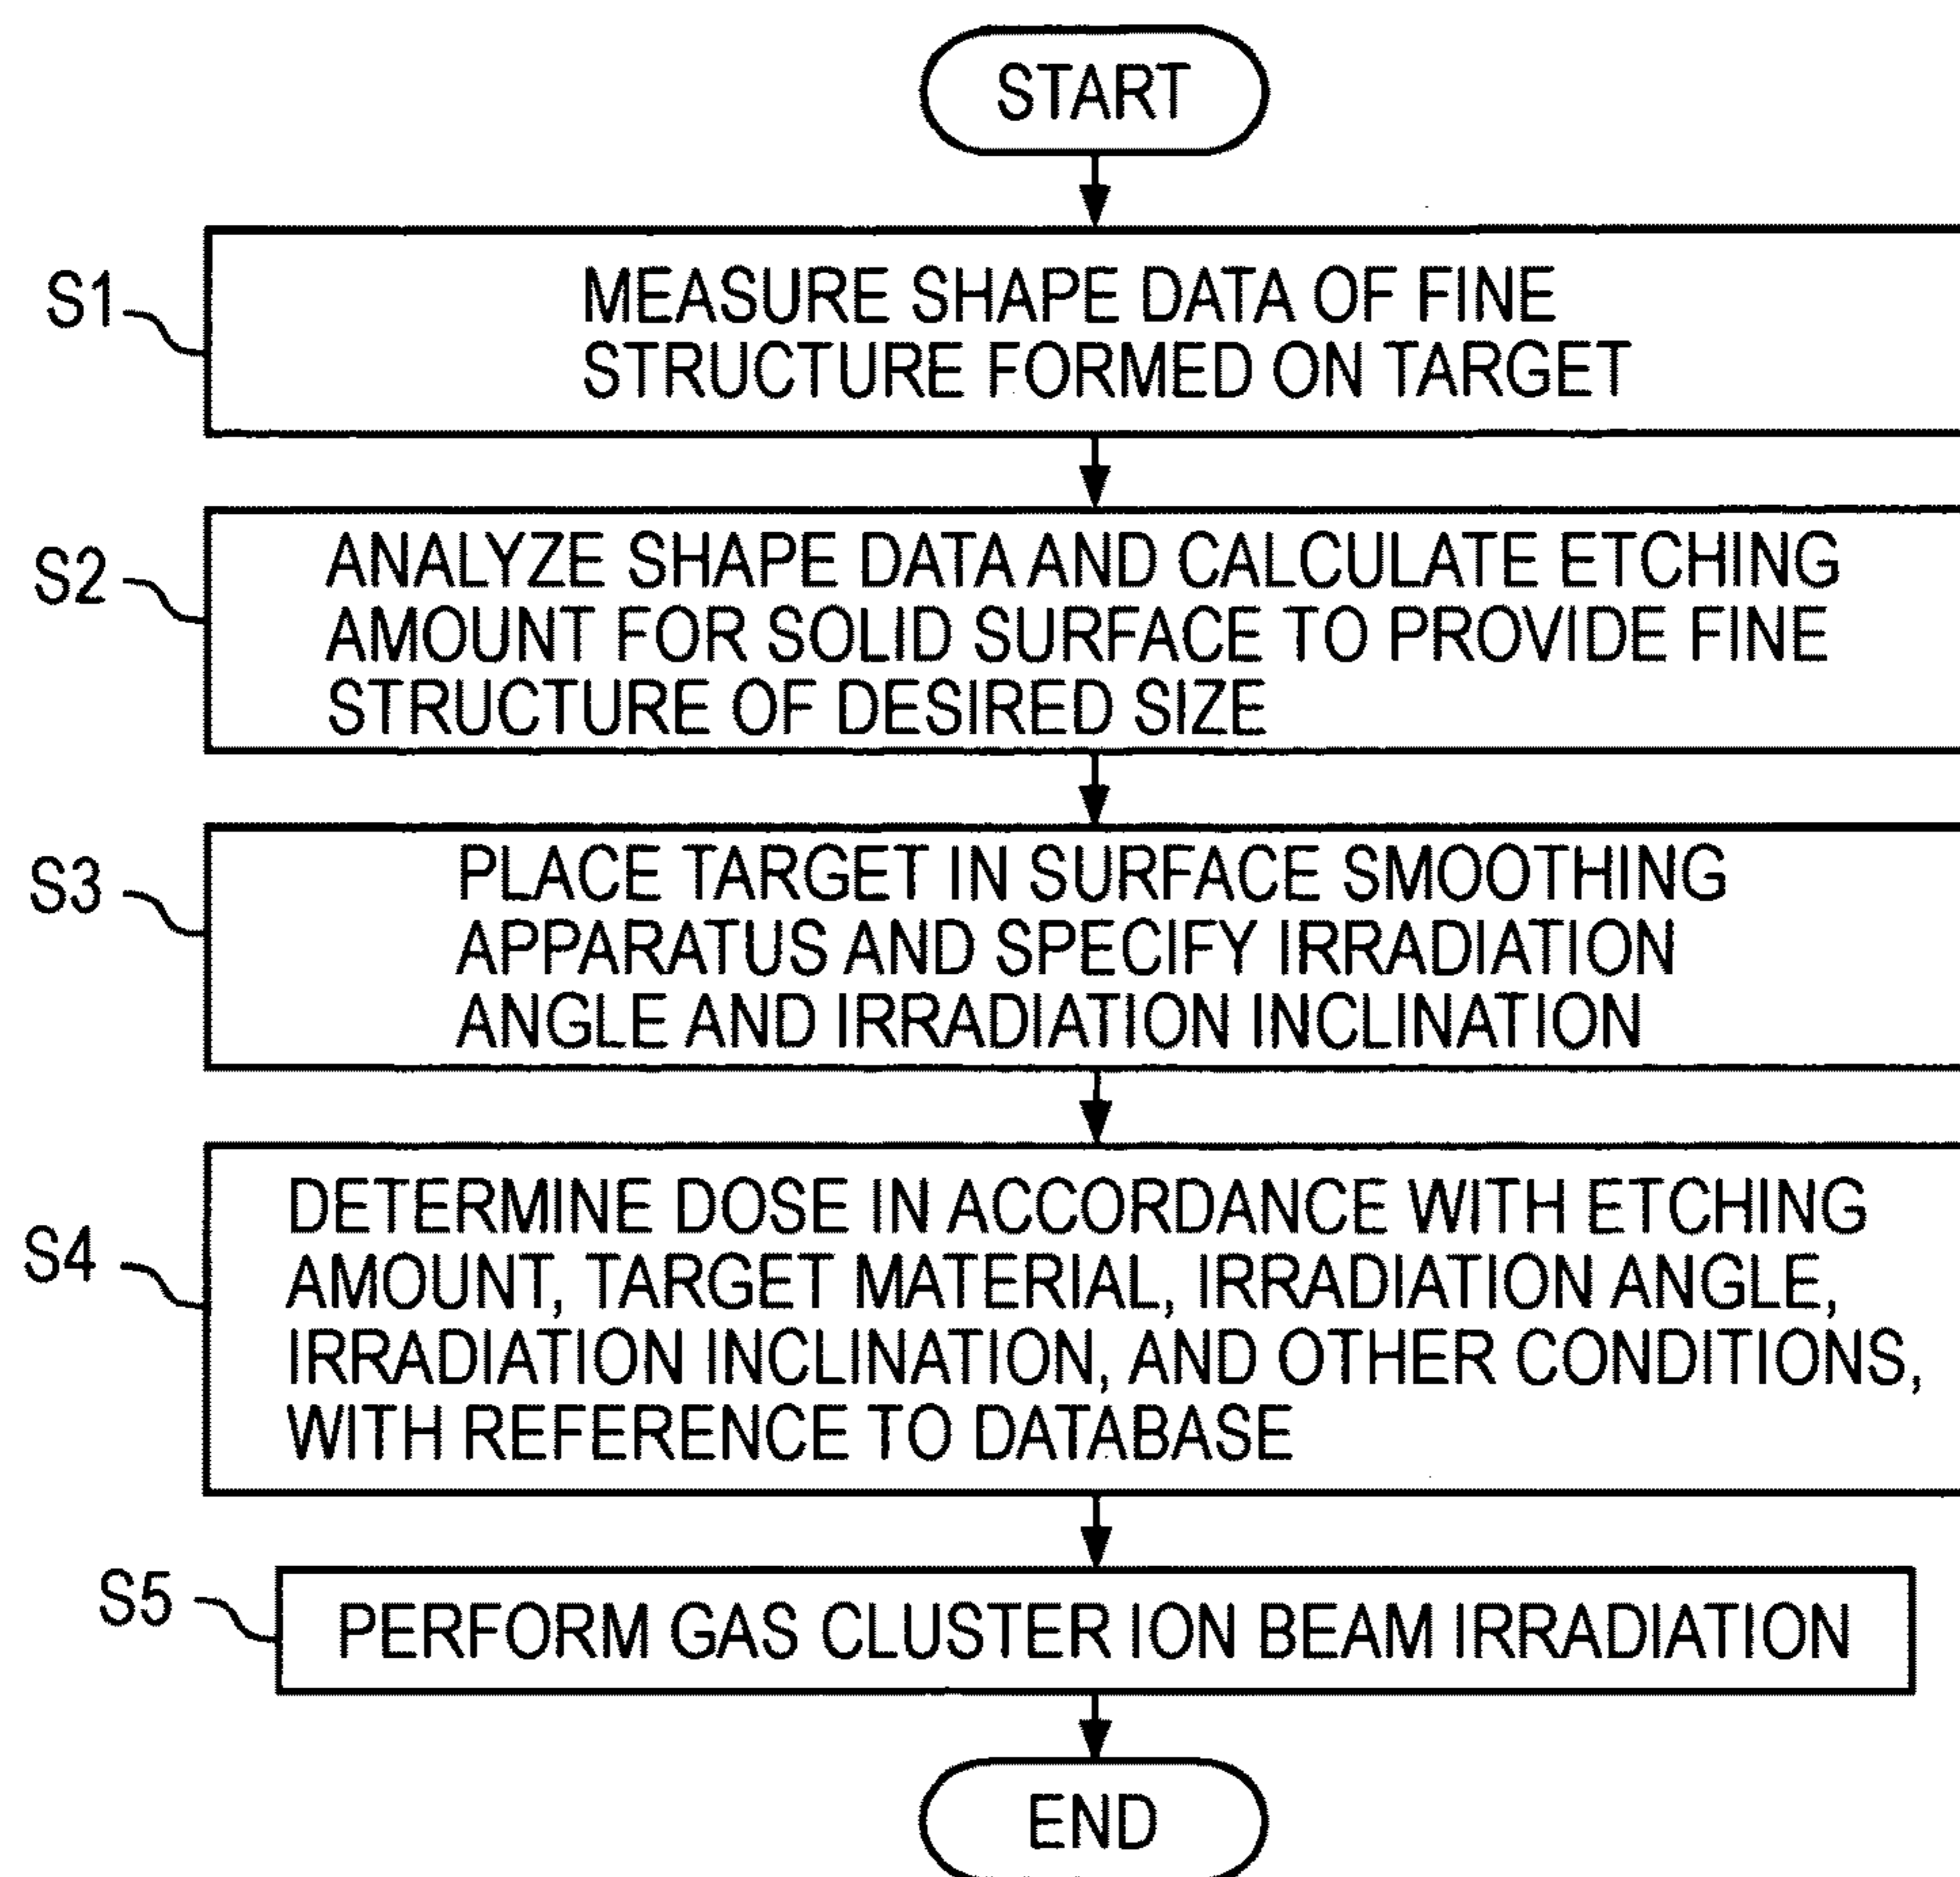 START
S1
MEASURE SHAPE DATA OF FINE
STRUCTURE FORMED ON TARGET
S2
ANALYZE SHAPE DATA AND CALCULATE ETCHING
AMOUNT FOR SOLID SURFACE TO PROVIDE FINE
STRUCTURE OF DESIRED SIZE
S3
PLACE TARGET IN SURFACE SMOOTHING
APPARATUS AND SPECIFY IRRADIATION
ANGLE AND IRRADIATION INCLINATION
S4
DETERMINE DOSE IN ACCORDANCE WITH ETCHING
AMOUNT, TARGET MATERIAL, IRRADIATION ANGLE,
IRRADIATION INCLINATION, AND OTHER CONDITIONS,
WITH REFERENCE TO DATABASE
S5
PERFORM GAS CLUSTER ION BEAM IRRADIATION
END